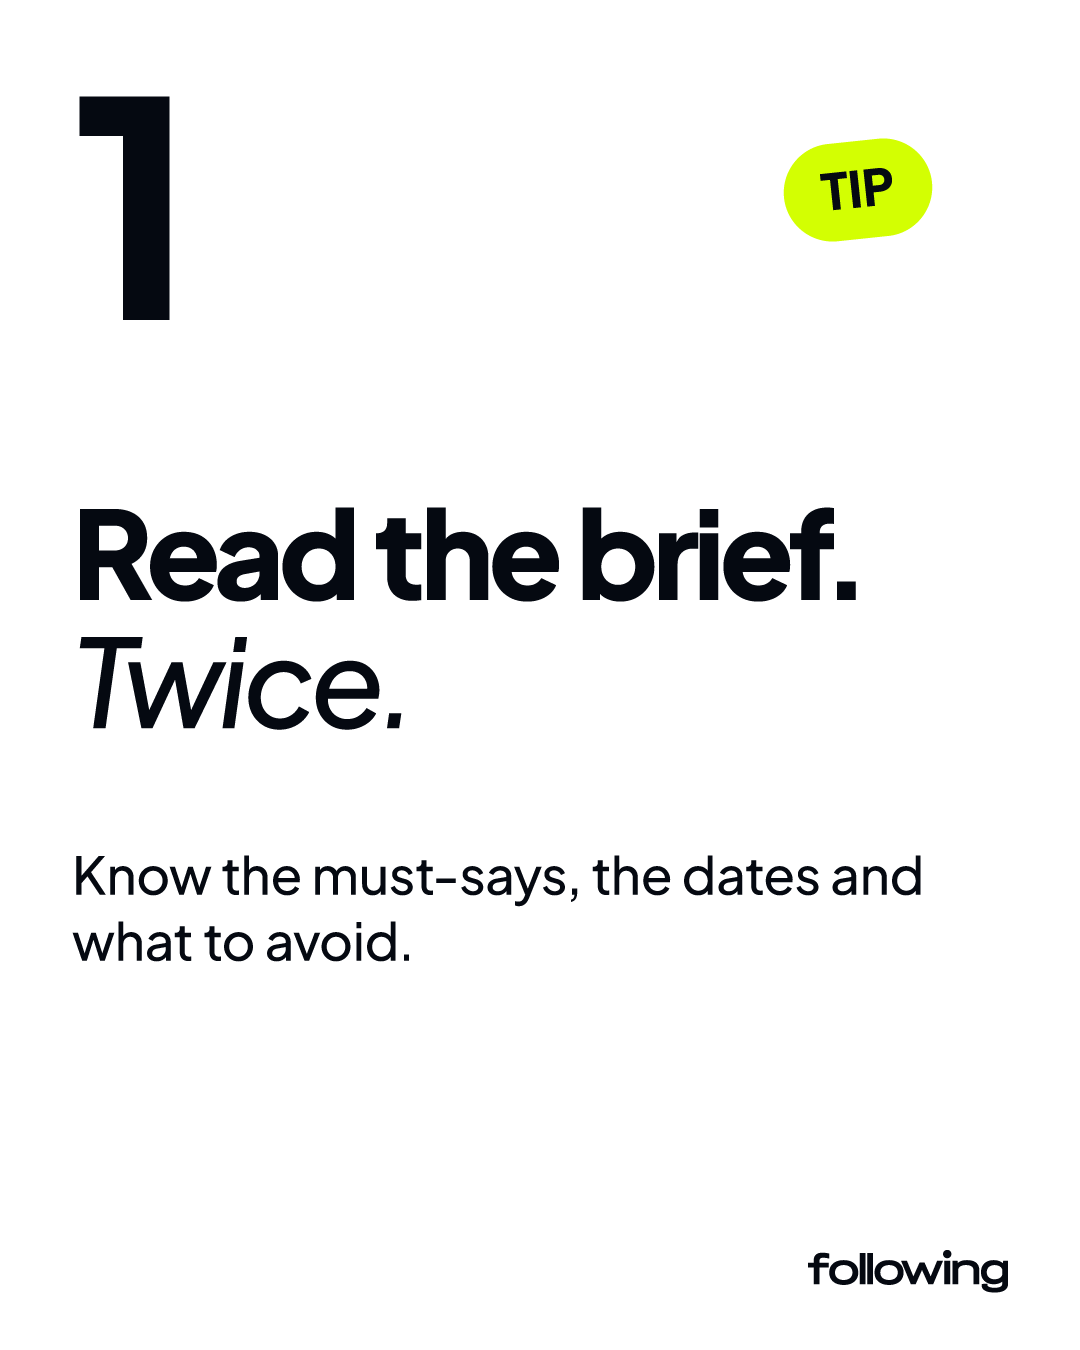 1
TIP
Read the brief.
Twice.
Know the must-says, the dates and
what to avoid.
following